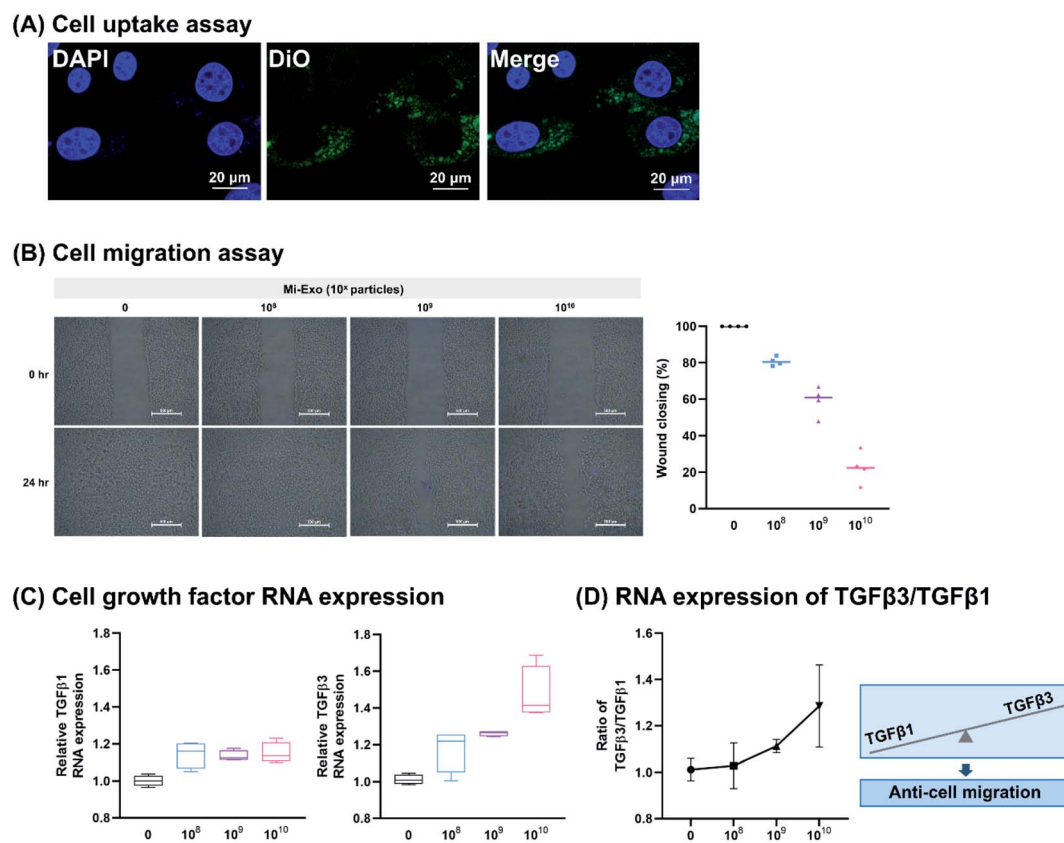 (A) Cell uptake assay
DAPI
DiO
Merge
20 µm
20 µm
20 µm
(B) Cell migration assay
Mi-Exo (10ˣ particles)
0
10⁸
10⁹
10¹⁰
0 hr
24 hr
Wound closing (%)
100
80
60
40
20
0
0
10⁸
10⁹
10¹⁰
(C) Cell growth factor RNA expression
Relative TGFβ1
RNA expression
1.8
1.6
1.4
1.2
1.0
0.8
0
10⁸
10⁹
10¹⁰
Relative TGFβ3
RNA expression
1.8
1.6
1.4
1.2
1.0
0.8
0
10⁸
10⁹
10¹⁰
(D) RNA expression of TGFβ3/TGFβ1
Ratio of
TGFβ3/TGFβ1
1.6
1.4
1.2
1.0
0.8
0
10⁸
10⁹
10¹⁰
TGFβ1
TGFβ3
Anti-cell migration